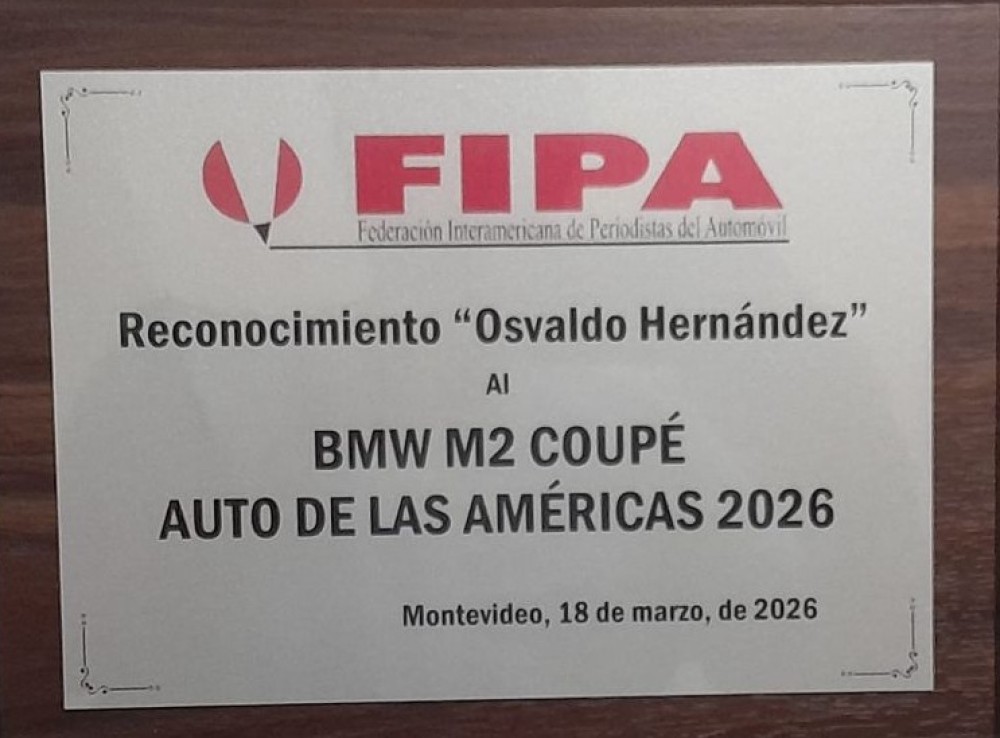 FIPA
Federación Interamericana de Periodistas del Automóvil
Reconocimiento “Osvaldo Hernández”
Al
BMW M2 COUPÉ
AUTO DE LAS AMÉRICAS 2026
Montevideo, 18 de marzo, de 2026